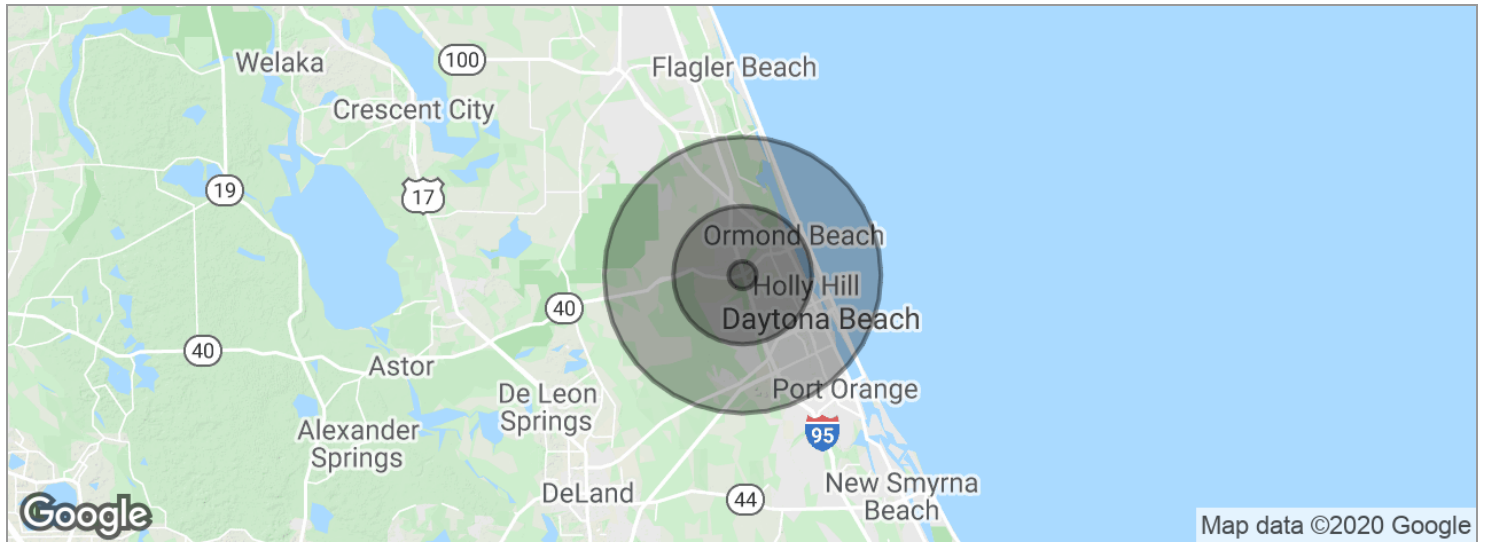 Welaka
100
Flagler Beach
Crescent City
19
17
Ormond Beach
Holly Hill
40
Daytona Beach
40
Astor
De Leon
Springs
Port Orange
Alexander
Springs
95
DeLand
44
New Smyrna
Beach
Google
Map data ©2020 Google